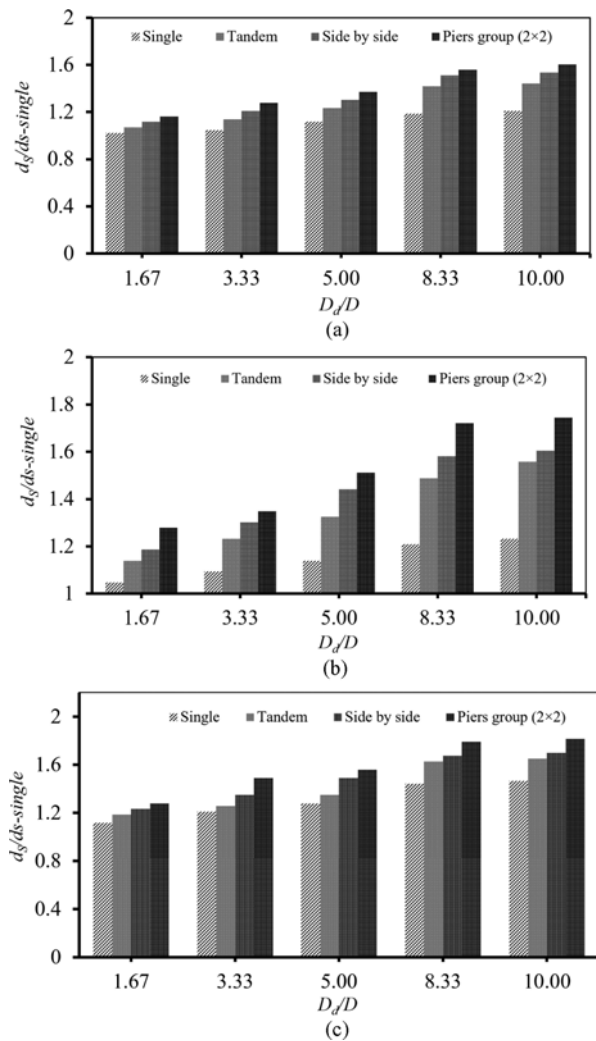 Single Tandem Side by side Piers group (2×2)
2
1.6
1.2
0.8
0.4
0
dS/ds-single
1.67 3.33 5.00 8.33 10.00
Dd/D
(a)
Single Tandem Side by side Piers group (2×2)
2
1.8
1.6
1.4
1.2
1
dS/ds-single
1.67 3.33 5.00 8.33 10.00
Dd/D
(b)
Single Tandem Side by side Piers group (2×2)
2
1.6
1.2
0.8
0.4
0
dS/ds-single
1.67 3.33 5.00 8.33 10.00
Dd/D
(c)